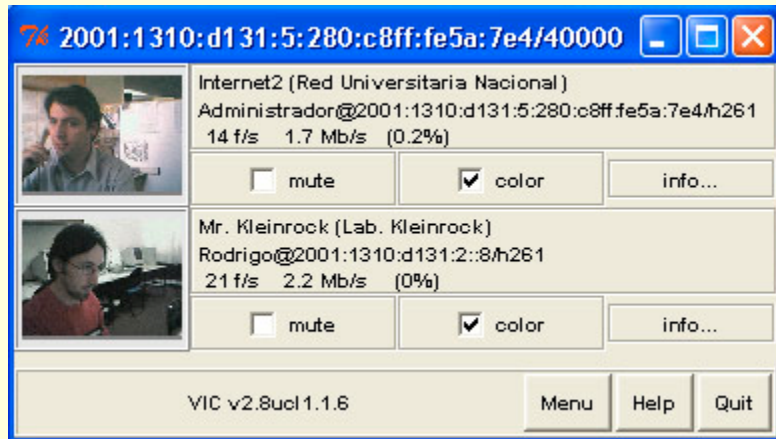 7k 2001:1310:d131:5:280:c8ff:fe5a:7e4/40000
Internet2 (Red Universitaria Nacional)
Administrador@2001:1310:d131:5:280:c8ff:fe5a:7e4/h261
14 f/s 1.7 Mb/s (0.2%)
mute color info...
Mr. Kleinrock (Lab. Kleinrock)
Rodrigo@2001:1310:d131:2::8/h261
21 f/s 2.2 Mb/s (0%)
mute color info...
VIC v2.8ucl1.1.6 Menu Help Quit